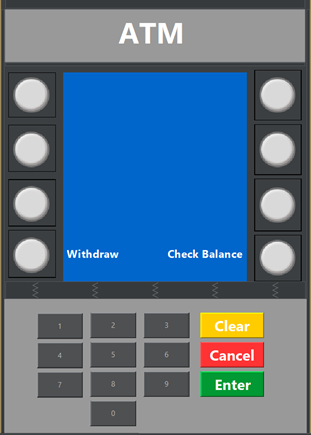 ATM
Withdraw Check Balance
1 2 3 Clear
4 5 6 Cancel
7 8 9 Enter
0